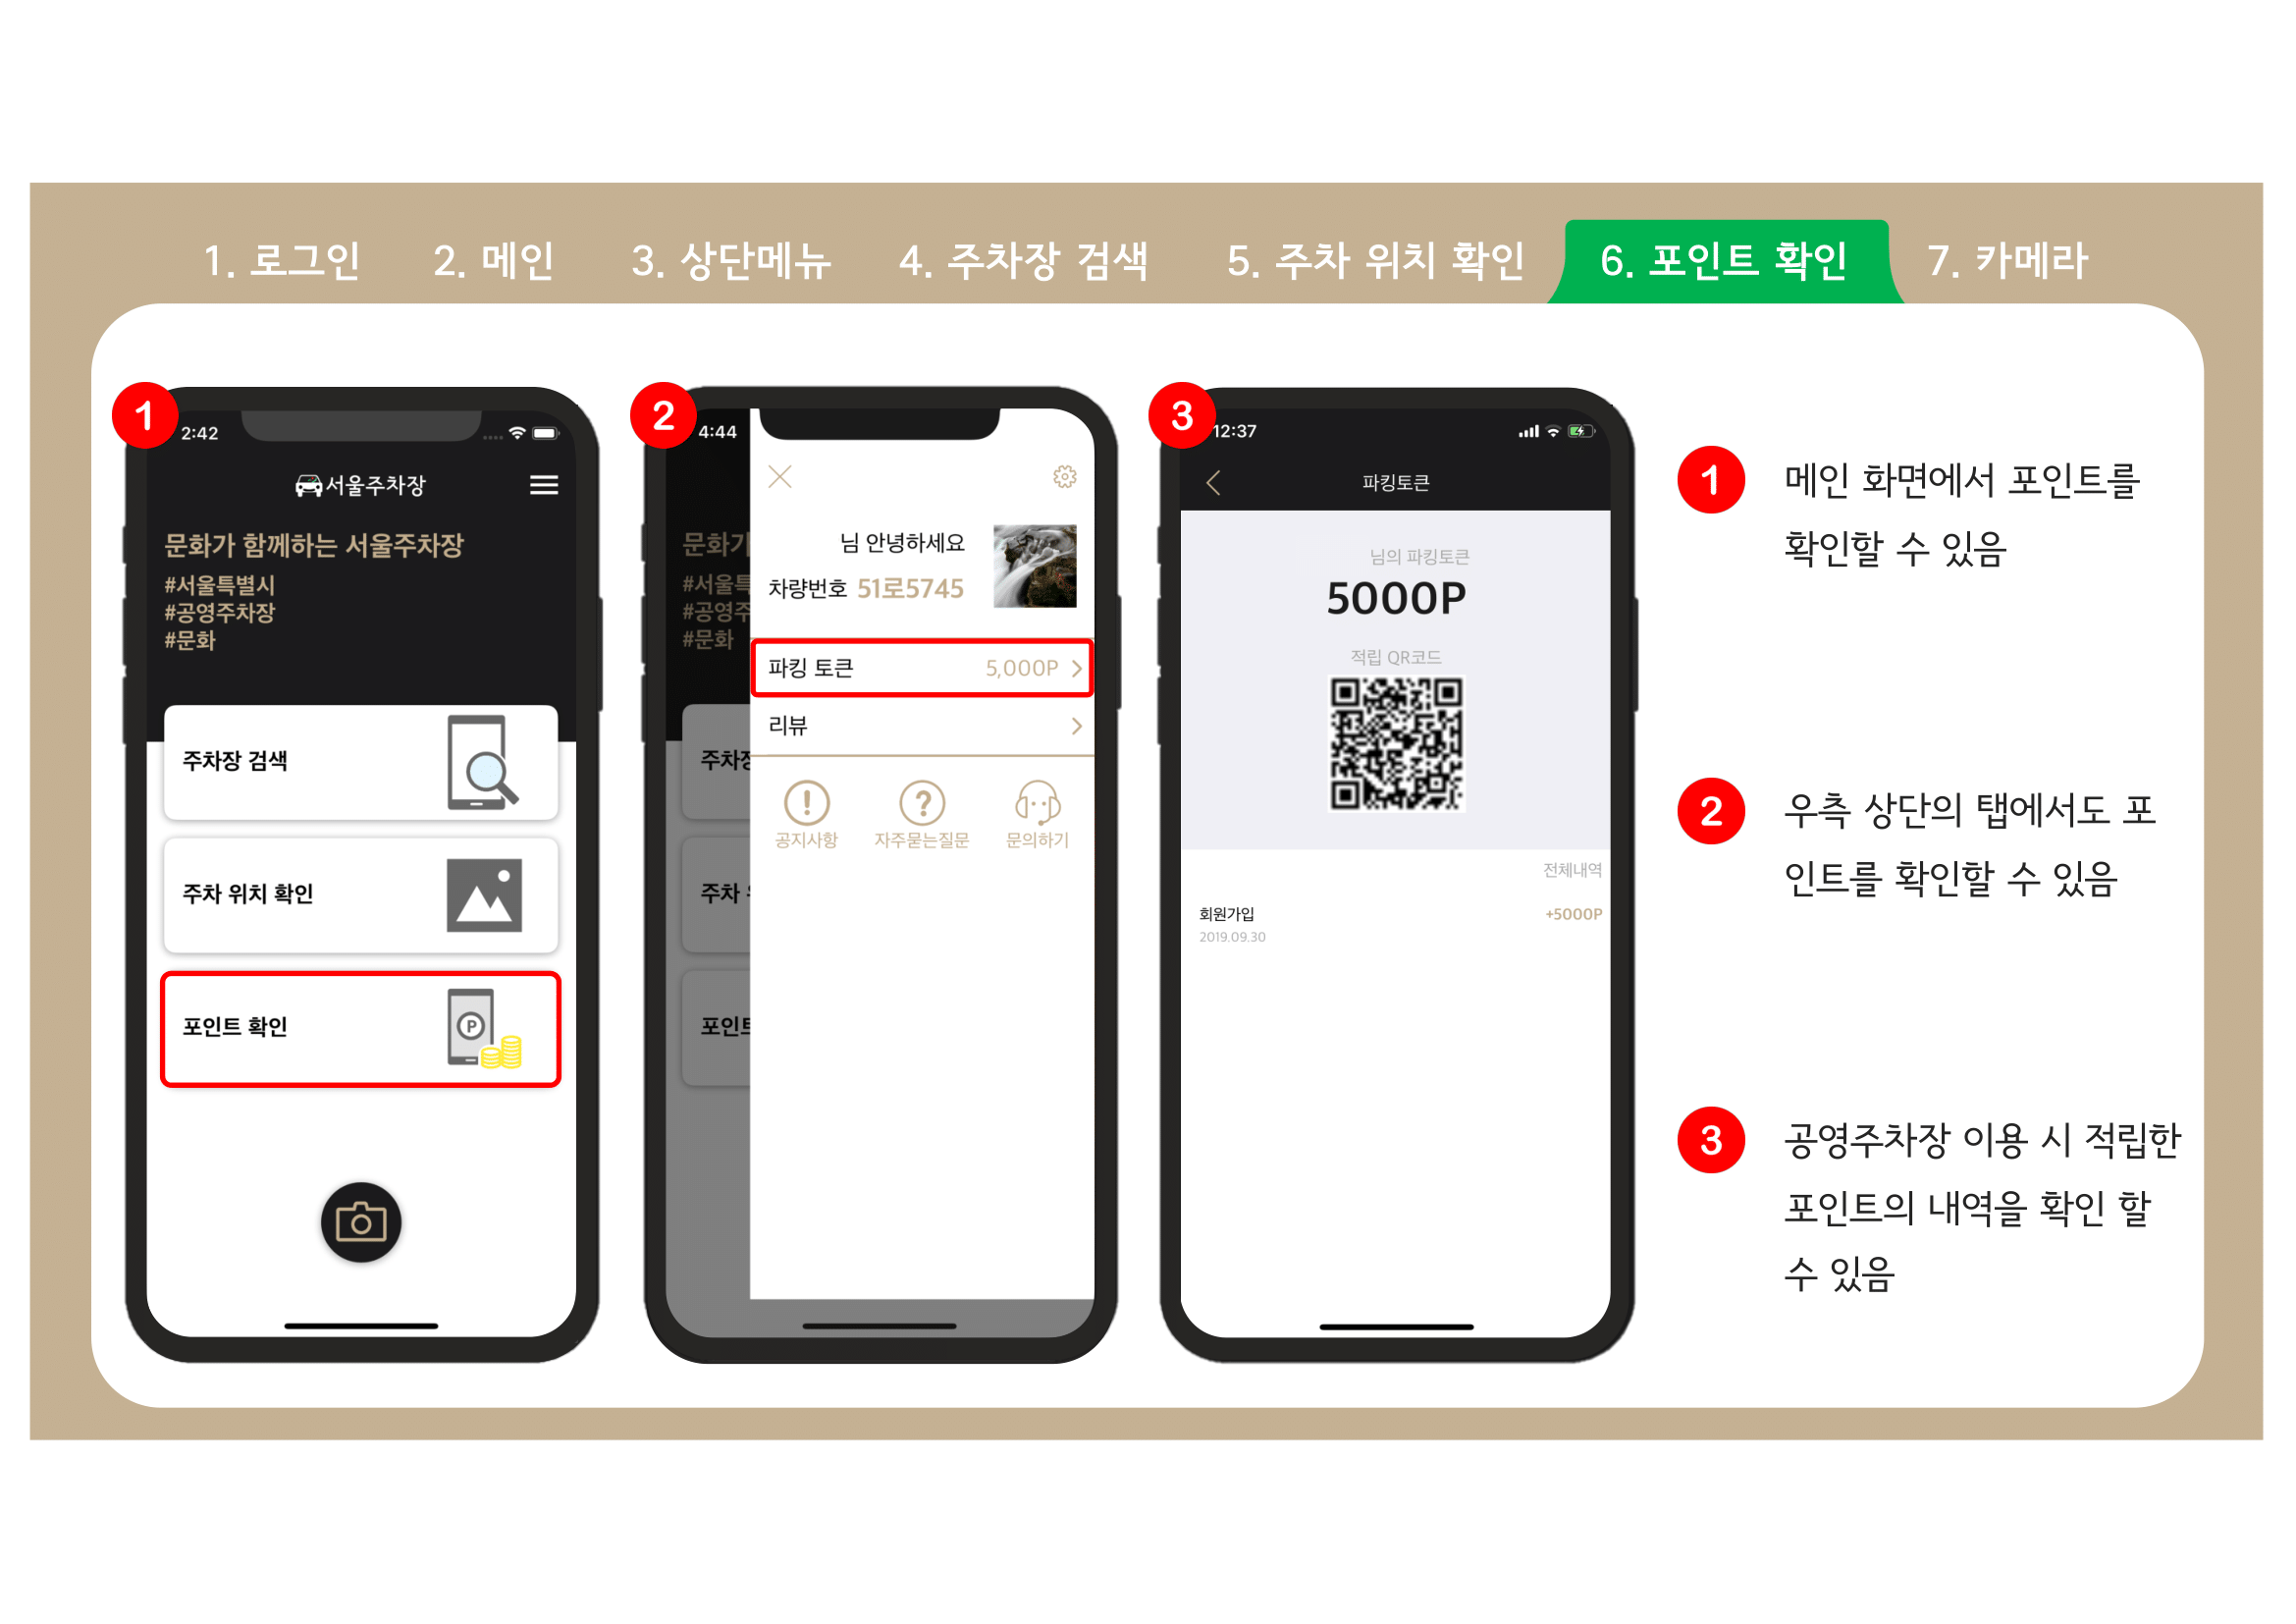 1. 로그인
2. 메인
3. 상단메뉴
4. 주차장 검색
5. 주차 위치 확인
6. 포인트 확인
7. 카메라
1
2:42
서울주차장
문화가 함께하는 서울주차장
#서울특별시
#공영주차장
#문화
주차장 검색
주차 위치 확인
포인트 확인
P
2
4:44
문화가
#서울특
#공영주
#문화
주차장
주차
포인트
님 안녕하세요
차량번호 51로5745
파킹 토큰 5,000P
리뷰
공지사항
자주묻는질문
문의하기
3
12:37
파킹토큰
님의 파킹토큰
5000P
적립 QR코드
전체내역
회원가입 +5000P
2019.09.30
1
메인 화면에서 포인트를
확인할 수 있음
2
우측 상단의 탭에서도 포
인트를 확인할 수 있음
3
공영주차장 이용 시 적립한
포인트의 내역을 확인 할
수 있음